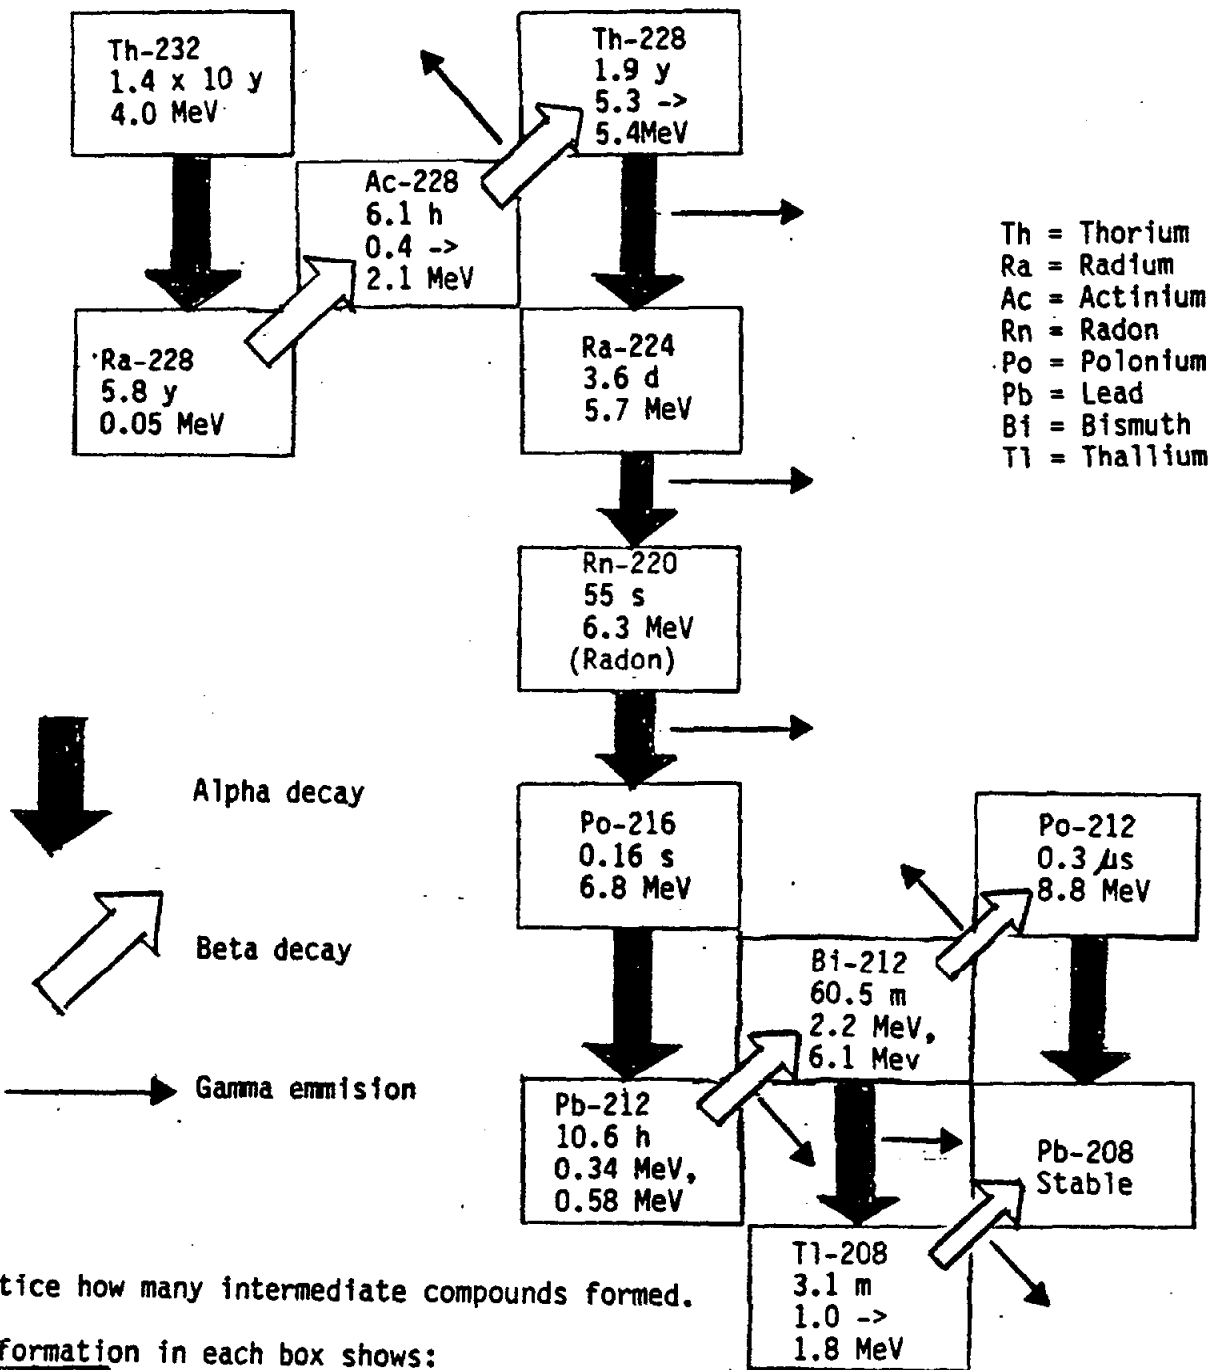 Th-232
1.4 x 10 y
4.0 MeV
Th-228
1.9 y
5.3 ->
5.4MeV
Ac-228
6.1 h
0.4 ->
2.1 MeV
Th = Thorium
Ra = Radium
Ac = Actinium
Rn = Radon
Po = Polonium
Pb = Lead
Bi = Bismuth
Tl = Thallium
Ra-228
5.8 y
0.05 MeV
Ra-224
3.6 d
5.7 MeV
Rn-220
55 s
6.3 MeV
(Radon)
Alpha decay
Po-216
0.16 s
6.8 MeV
Po-212
0.3 µs
8.8 MeV
Beta decay
Bi-212
60.5 m
2.2 MeV,
6.1 Mev
Gamma emmision
Pb-212
10.6 h
0.34 MeV,
0.58 MeV
Pb-208
Stable
Tl-208
3.1 m
1.0 ->
1.8 MeV
tice how many intermediate compounds formed.
formation in each box shows: